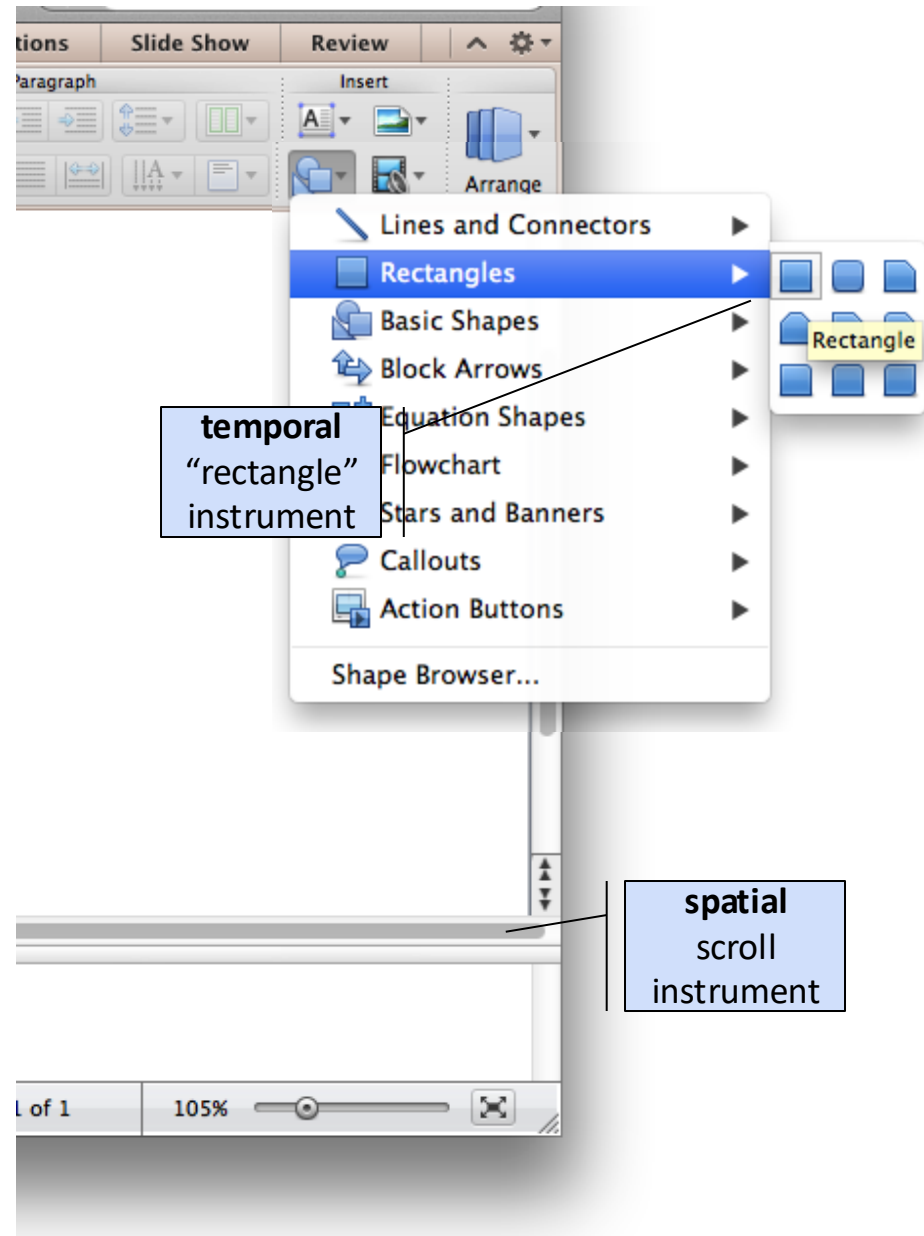 tions Slide Show Review
Paragraph Insert
A
A Arrange
Lines and Connectors
Rectangles
Basic Shapes
Rectangle
Block Arrows
temporal
Equation Shapes
“rectangle”
Flowchart
instrument
Stars and Banners
Callouts
Action Buttons
Shape Browser...
spatial
scroll
instrument
1 of 1 105%